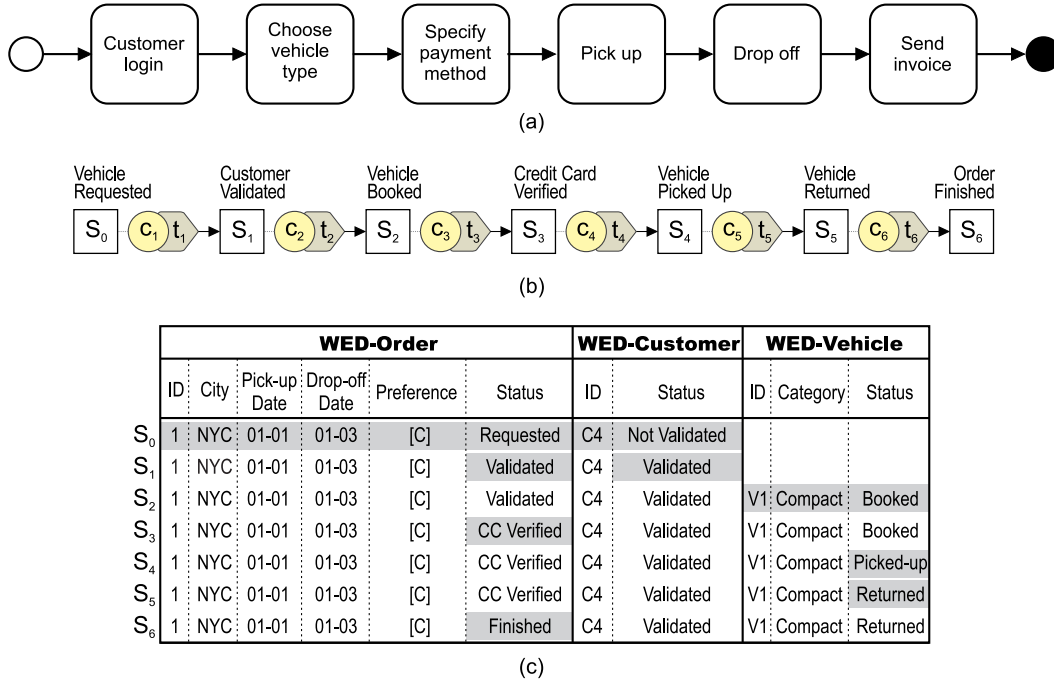 Customer login
Choose vehicle type
Specify payment method
Pick up
Drop off
Send invoice
(a)
Vehicle Requested
Customer Validated
Vehicle Booked
Credit Card Verified
Vehicle Picked Up
Vehicle Returned
Order Finished
S0 c1 t1 S1 c2 t2 S2 c3 t3 S3 c4 t4 S4 c5 t5 S5 c6 t6 S6
(b)
WED-Order WED-Customer WED-Vehicle
ID City Pick-up Date Drop-off Date Preference Status ID Status ID Category Status
S0 1 NYC 01-01 01-03 [C] Requested C4 Not Validated
S1 1 NYC 01-01 01-03 [C] Validated C4 Validated
S2 1 NYC 01-01 01-03 [C] Validated C4 Validated V1 Compact Booked
S3 1 NYC 01-01 01-03 [C] CC Verified C4 Validated V1 Compact Booked
S4 1 NYC 01-01 01-03 [C] CC Verified C4 Validated V1 Compact Picked-up
S5 1 NYC 01-01 01-03 [C] CC Verified C4 Validated V1 Compact Returned
S6 1 NYC 01-01 01-03 [C] Finished C4 Validated V1 Compact Returned
(c)